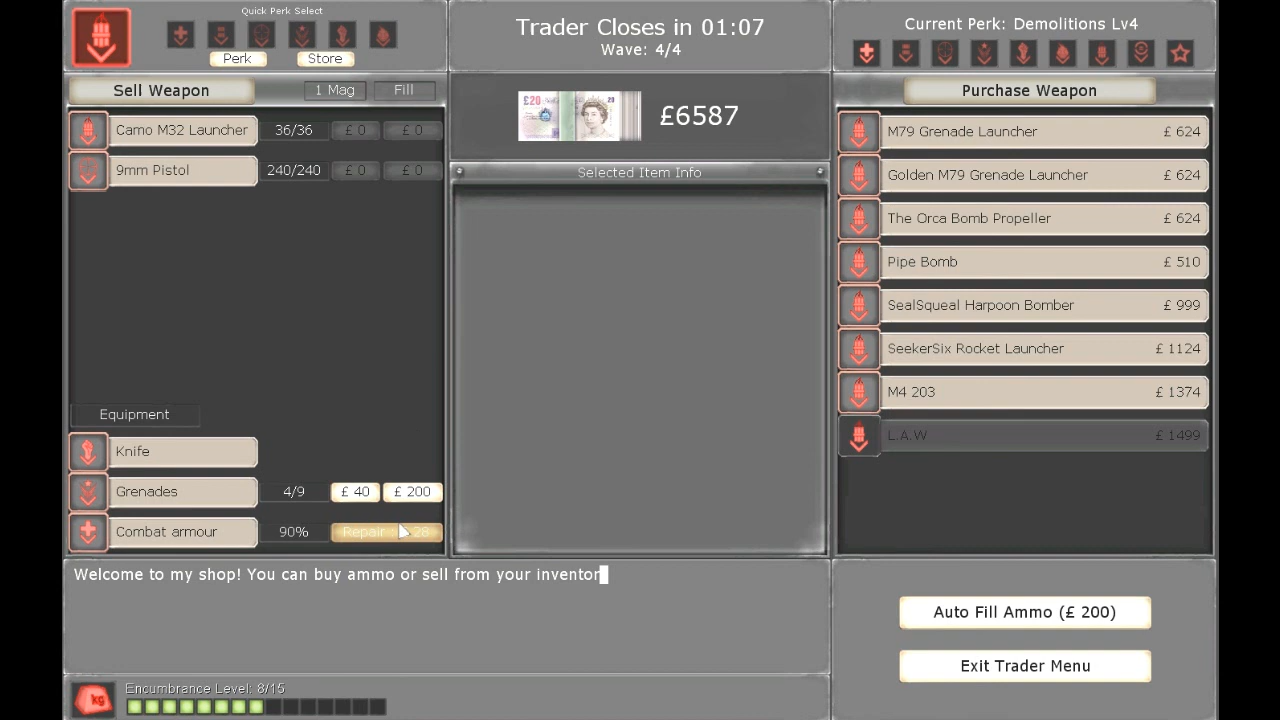 Quick Perk Select
Perk
Store
Trader Closes in 01:07
Wave: 4/4
Current Perk: Demolitions Lv4
Sell Weapon
1 Mag
Fill
Camo M32 Launcher
36/36
£ 0
£ 0
9mm Pistol
240/240
£ 0
£ 0
Equipment
Knife
Grenades
4/9
£ 40
£ 200
Combat armour
90%
Repair
28
£20
20
£6587
Selected Item Info
Purchase Weapon
M79 Grenade Launcher
£ 624
Golden M79 Grenade Launcher
£ 624
The Orca Bomb Propeller
£ 624
Pipe Bomb
£ 510
SealSqueal Harpoon Bomber
£ 999
SeekerSix Rocket Launcher
£ 1124
M4 203
£ 1374
L.A.W
£ 1499
Welcome to my shop! You can buy ammo or sell from your inventor
Auto Fill Ammo (£ 200)
Exit Trader Menu
kg
Encumbrance Level: 8/15